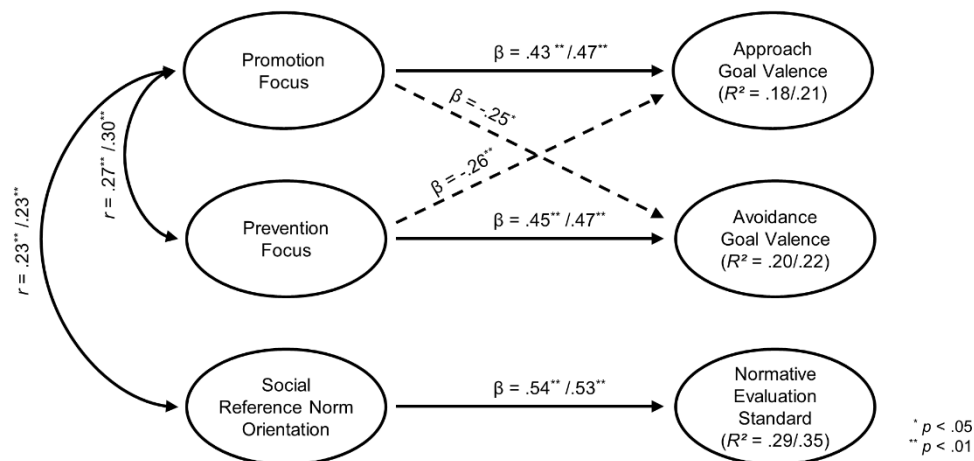 Promotion
Focus
β = .43 ** /.47**
Approach
Goal Valence
(R² = .18/.21)
β = -.25*
r = .27** /.30**
r = .23** /.23**
β = -.26**
Prevention
Focus
β = .45** /.47**
Avoidance
Goal Valence
(R² = .20/.22)
Social
Reference Norm
Orientation
β = .54** /.53**
Normative
Evaluation
Standard
(R² = .29/.35)
* p < .05
** p < .01